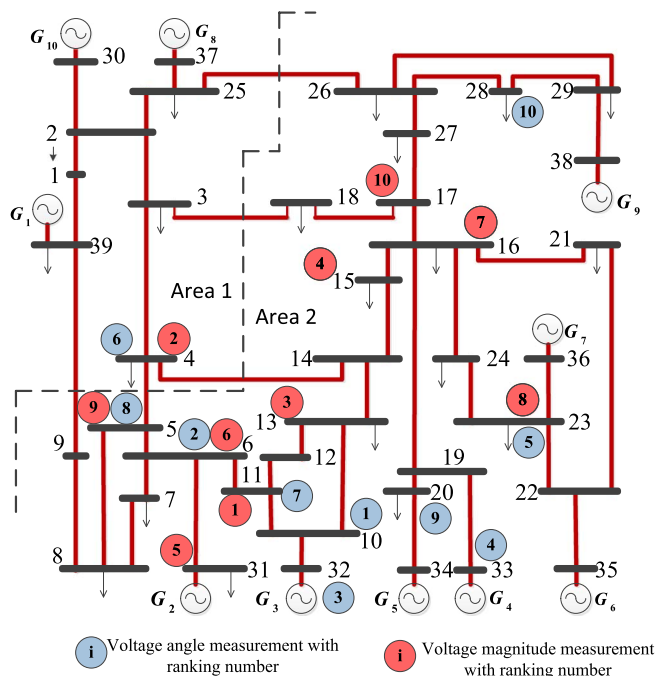 G10 30 G8 37
25 26 28 10 29
2 27 38
1 3 18 10 17 G9
G1 7
39 16 21
4 15
Area 1 Area 2 G7
6 2 4 14 24 36
9 8 5 2 6 3 13 8 23
6 5
9 11 12 19
7 1 7 1 10 20 9 22
8 5 31 32 34 4 33 35
G2 G3 3 G5 G4 G6
i Voltage angle measurement with
ranking number
i Voltage magnitude measurement
with ranking number